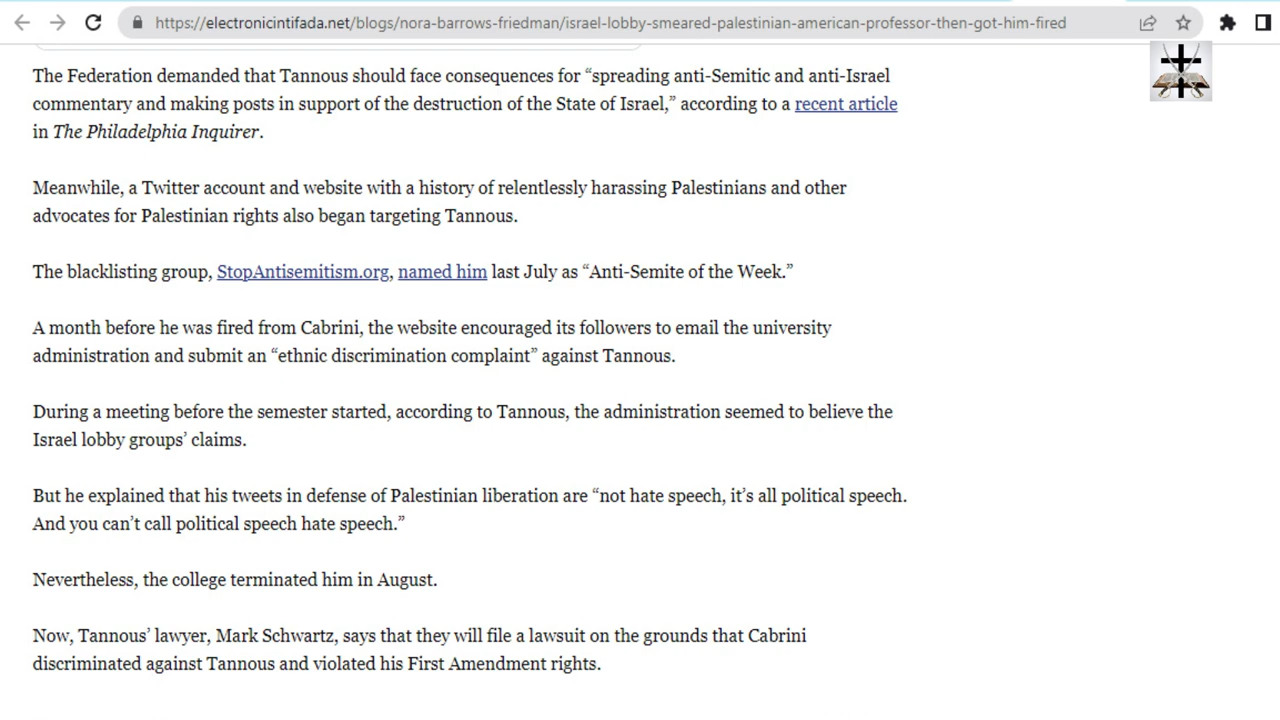 https://electronicintifada.net/blogs/nora-barrows-friedman/israel-lobby-smeared-palestinian-american-professor-then-got-him-fired
The Federation demanded that Tannous should face consequences for “spreading anti-Semitic and anti-Israel
commentary and making posts in support of the destruction of the State of Israel,” according to a recent article
in The Philadelphia Inquirer.
Meanwhile, a Twitter account and website with a history of relentlessly harassing Palestinians and other
advocates for Palestinian rights also began targeting Tannous.
The blacklisting group, StopAntisemitism.org, named him last July as “Anti-Semite of the Week.”
A month before he was fired from Cabrini, the website encouraged its followers to email the university
administration and submit an “ethnic discrimination complaint” against Tannous.
During a meeting before the semester started, according to Tannous, the administration seemed to believe the
Israel lobby groups’ claims.
But he explained that his tweets in defense of Palestinian liberation are “not hate speech, it’s all political speech.
And you can’t call political speech hate speech.”
Nevertheless, the college terminated him in August.
Now, Tannous’ lawyer, Mark Schwartz, says that they will file a lawsuit on the grounds that Cabrini
discriminated against Tannous and violated his First Amendment rights.